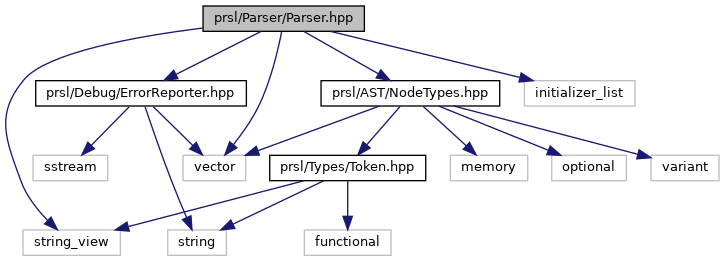 prsl/Parser/Parser.hpp
prsl/Debug/ErrorReporter.hpp
prsl/AST/NodeTypes.hpp
initializer_list
sstream
vector
prsl/Types/Token.hpp
memory
optional
variant
string_view
string
functional